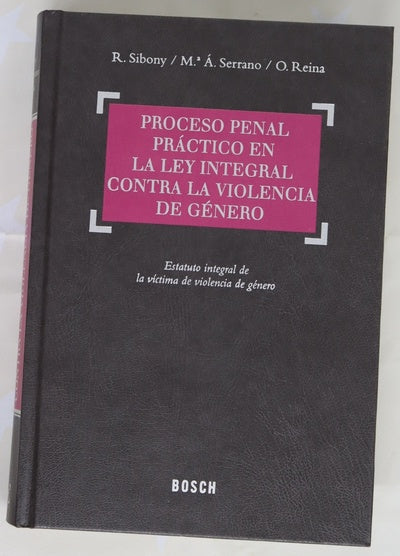 R. Sibony / M.ª Á. Serrano / O. Reina
PROCESO PENAL
PRÁCTICO EN
LA LEY INTEGRAL
CONTRA LA VIOLENCIA
DE GÉNERO
Estatuto integral de
la víctima de violencia de género
BOSCH